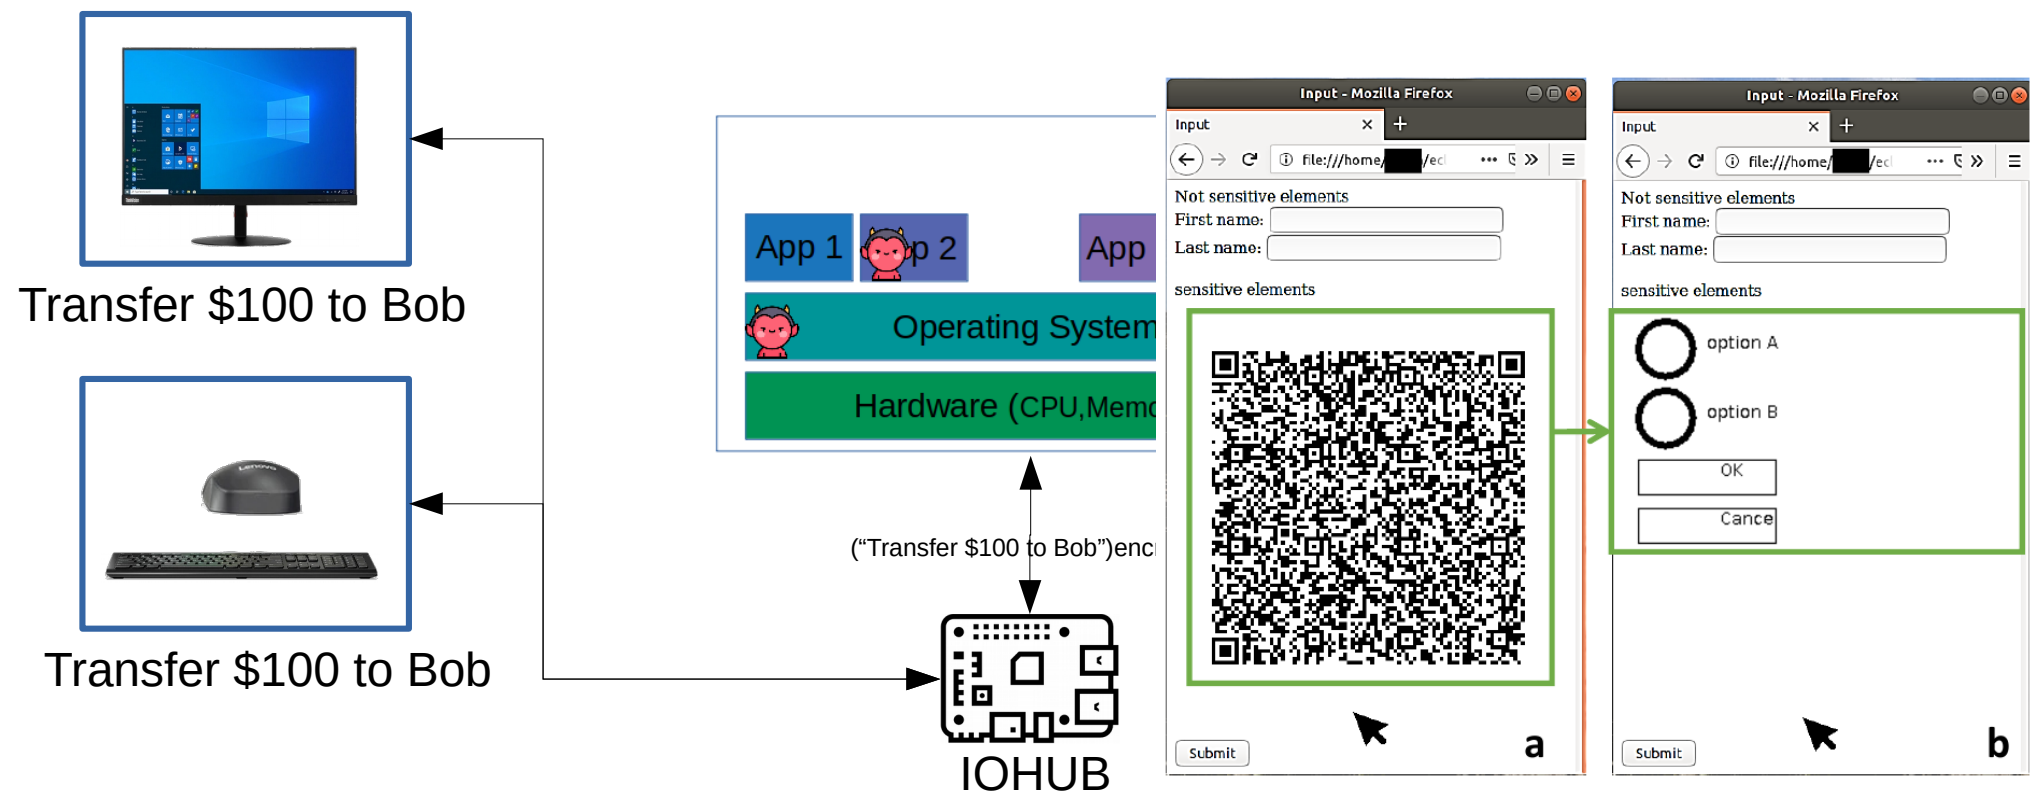 Transfer $100 to Bob
Lenovo
Transfer $100 to Bob
App 1
p 2
App
Operating System
Hardware (CPU,Memo
(“Transfer $100 to Bob”)enc
IOHUB
Input - Mozilla Firefox
Input
file:///home/
/ecl
Not sensitive elements
First name:
Last name:
sensitive elements
Submit
a
Input - Mozilla Firefox
Input
file:///home/
/ecl
Not sensitive elements
First name:
Last name:
sensitive elements
option A
option B
OK
Cance
Submit
b